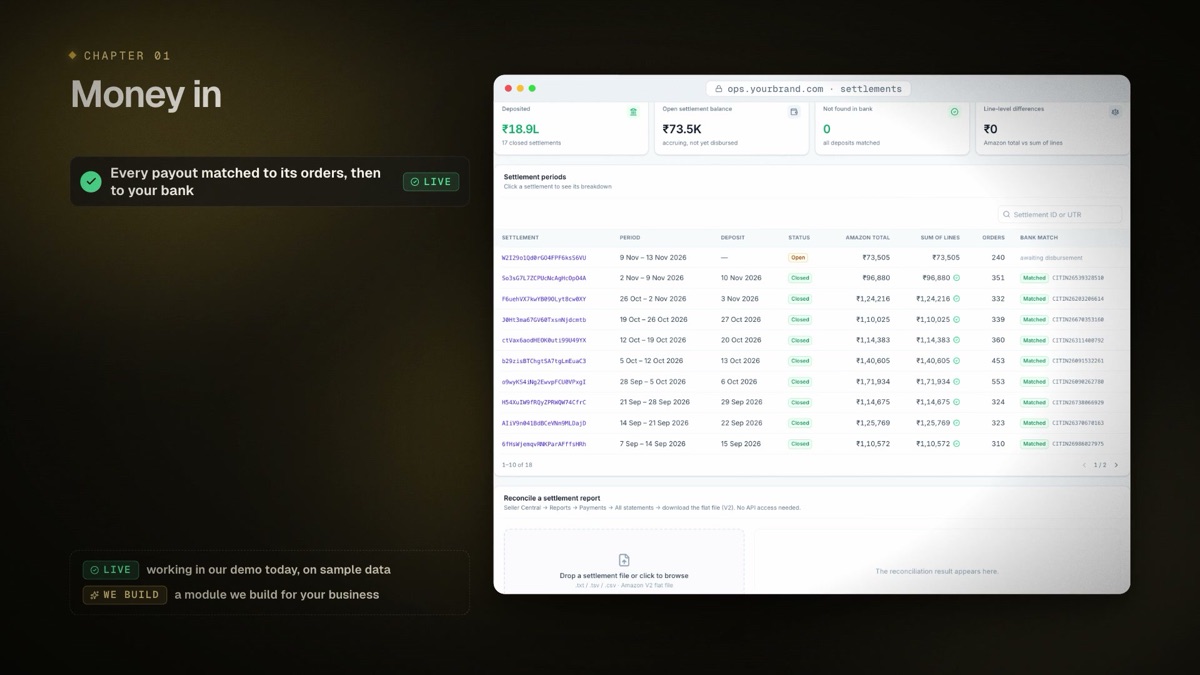 CHAPTER 01
Money in
Every payout matched to its orders, then
to your bank
LIVE
LIVE working in our demo today, on sample data
WE BUILD a module we build for your business
ops.yourbrand.com · settlements
Deposited
₹18.9L
17 closed settlements
Open settlement balance
₹73.5K
accruing, not yet disbursed
Not found in bank
0
all deposits matched
Line-level differences
₹0
Amazon total vs sum of lines
Settlement periods
Click a settlement to see its breakdown
Settlement ID or UTR
SETTLEMENT PERIOD DEPOSIT STATUS AMAZON TOTAL SUM OF LINES ORDERS BANK MATCH
9 Nov – 13 Nov 2026 — Open ₹73,505 ₹73,505 240 awaiting disbursement
2 Nov – 9 Nov 2026 10 Nov 2026 Closed ₹96,880 ₹96,880 351 Matched CITIN26539328510
26 Oct – 2 Nov 2026 3 Nov 2026 Closed ₹1,24,216 ₹1,24,216 332 Matched CITIN26203206614
19 Oct – 26 Oct 2026 27 Oct 2026 Closed ₹1,10,025 ₹1,10,025 339 Matched CITIN26670353160
12 Oct – 19 Oct 2026 20 Oct 2026 Closed ₹1,14,383 ₹1,14,383 360 Matched CITIN26311400792
5 Oct – 12 Oct 2026 13 Oct 2026 Closed ₹1,40,605 ₹1,40,605 453 Matched CITIN26091532261
28 Sep – 5 Oct 2026 6 Oct 2026 Closed ₹1,71,934 ₹1,71,934 553 Matched CITIN26090262780
21 Sep – 28 Sep 2026 29 Sep 2026 Closed ₹1,14,675 ₹1,14,675 324 Matched CITIN26730066929
14 Sep – 21 Sep 2026 22 Sep 2026 Closed ₹1,25,769 ₹1,25,769 323 Matched CITIN26370670163
7 Sep – 14 Sep 2026 15 Sep 2026 Closed ₹1,10,572 ₹1,10,572 310 Matched CITIN26986027975
1–10 of 18
1 / 2
Reconcile a settlement report
Seller Central → Reports → Payments → All statements → download the flat file (V2). No API access needed.
Drop a settlement file or click to browse
.txt / .tsv / .csv · Amazon V2 flat file
The reconciliation result appears here.